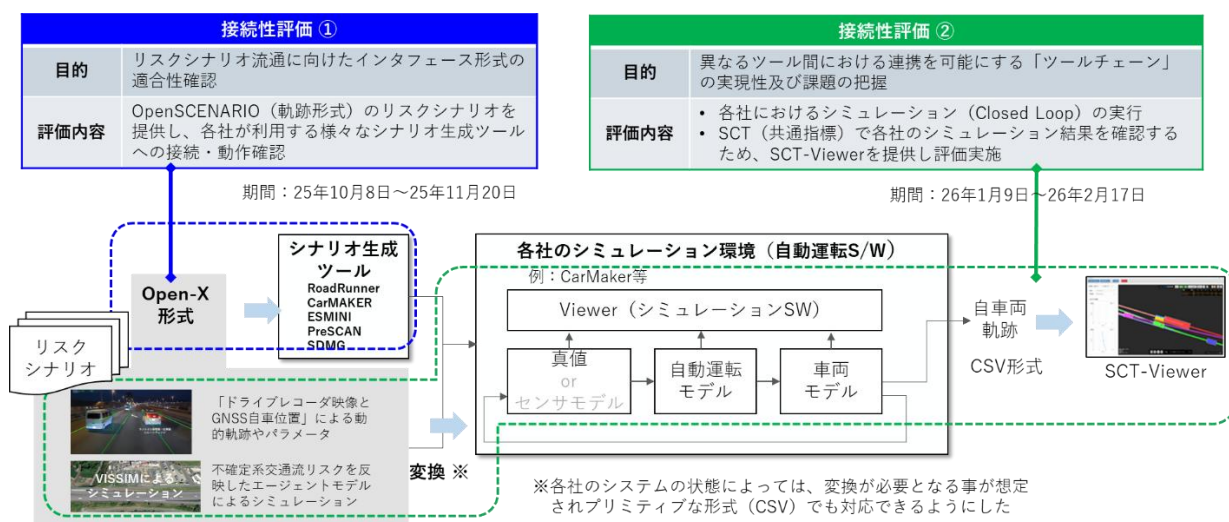 接続性評価 ①
目的
リスクシナリオ流通に向けたインタフェース形式の
適合性確認
評価内容
OpenSCENARIO（軌跡形式）のリスクシナリオを
提供し、各社が利用する様々なシナリオ生成ツール
への接続・動作確認
期間：25年10月8日～25年11月20日
接続性評価 ②
目的
異なるツール間における連携を可能にする「ツールチェーン」
の実現性及び課題の把握
評価内容
• 各社におけるシミュレーション（Closed Loop）の実行
• SCT（共通指標）で各社のシミュレーション結果を確認する
ため、SCT-Viewerを提供し評価実施
期間：26年1月9日～26年2月17日
リスク
シナリオ
Open-X
形式
シナリオ生成
ツール
RoadRunner
CarMAKER
ESMINI
PreSCAN
SDMG
「ドライブレコーダ映像と
GNSS自車位置」による動
的軌跡やパラメータ
VISSIMによる
シミュレーション
不確定系交通流リスクを反
映したエージェントモデル
によるシミュレーション
変換 ※
各社のシミュレーション環境（自動運転S/W）
例：CarMaker等
Viewer（シミュレーションSW）
真値
or
センサモデル
自動運転
モデル
車両
モデル
自車両
軌跡
CSV形式
SCT-Viewer
※各社のシステムの状態によっては、変換が必要となる事が想定
されプリミティブな形式（CSV）でも対応できるようにした